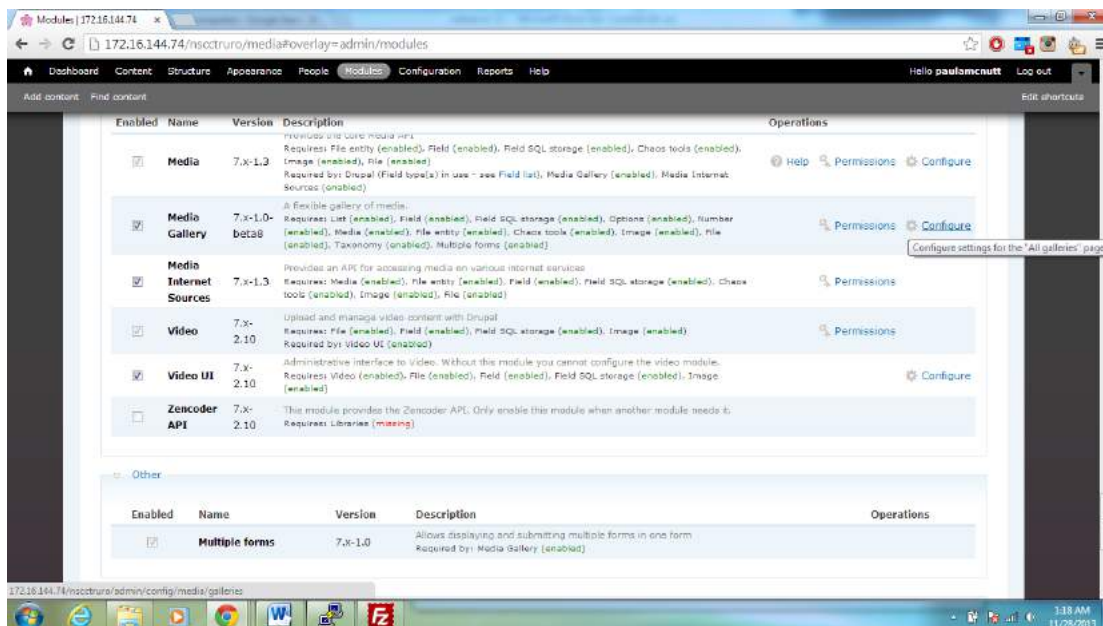 Modules | 172.16.144.74
172.16.144.74/nscctruro/media#overlay=admin/modules
Dashboard Content Structure Appearance People Modules Configuration Reports Help Hello paulamcnutt Log out
Add content Find content Edit shortcuts
Enabled Name Version Description Operations
Provides the core Media API
Media 7.x-1.3 Requires: File entity (enabled), Field (enabled), Field SQL storage (enabled), Chaos tools (enabled),
Image (enabled), File (enabled)
Required by: Drupal (Field type(s) in use - see Field list), Media Gallery (enabled), Media Internet
Sources (enabled)
Help Permissions Configure
A flexible gallery of media.
Media Gallery 7.x-1.0-beta8 Requires: List (enabled), Field (enabled), Field SQL storage (enabled), Options (enabled), Number
(enabled), Media (enabled), File entity (enabled), Chaos tools (enabled), Image (enabled), File
(enabled), Taxonomy (enabled), Multiple forms (enabled)
Permissions Configure
Configure settings for the "All galleries" page
Media Internet Sources 7.x-1.3 Provides an API for accessing media on various internet services
Requires: Media (enabled), File entity (enabled), Field (enabled), Field SQL storage (enabled), Chaos
tools (enabled), Image (enabled), File (enabled)
Permissions
Video 7.x-2.10 Upload and manage video content with Drupal
Requires: File (enabled), Field (enabled), Field SQL storage (enabled), Image (enabled)
Required by: Video UI (enabled)
Permissions
Video UI 7.x-2.10 Administrative interface to Video. Without this module you cannot configure the video module.
Requires: Video (enabled), File (enabled), Field (enabled), Field SQL storage (enabled), Image
(enabled)
Configure
Zencoder API 7.x-2.10 This module provides the Zencoder API. Only enable this module when another module needs it.
Requires: Libraries (missing)
Other
Enabled Name Version Description Operations
Multiple forms 7.x-1.0 Allows displaying and submitting multiple forms in one form
Required by: Media Gallery (enabled)
172.16.144.74/nscctruro/admin/config/media/galleries
1:18 AM
11/28/2013